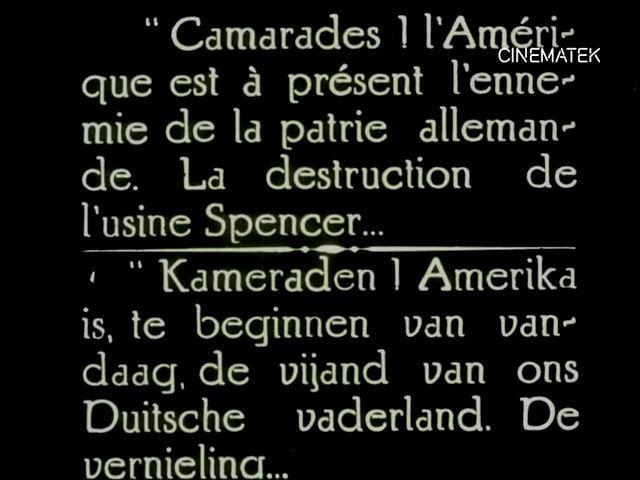 “ Camarades ! l'Améri-
CINEMATEK
que est à présent l'enne-
mie de la patrie alleman-
de. La destruction de
l'usine Spencer...
“ Kameraden ! Amerika
is, te beginnen van van-
daag, de vijand van ons
Duitsche vaderland. De
vernieling...